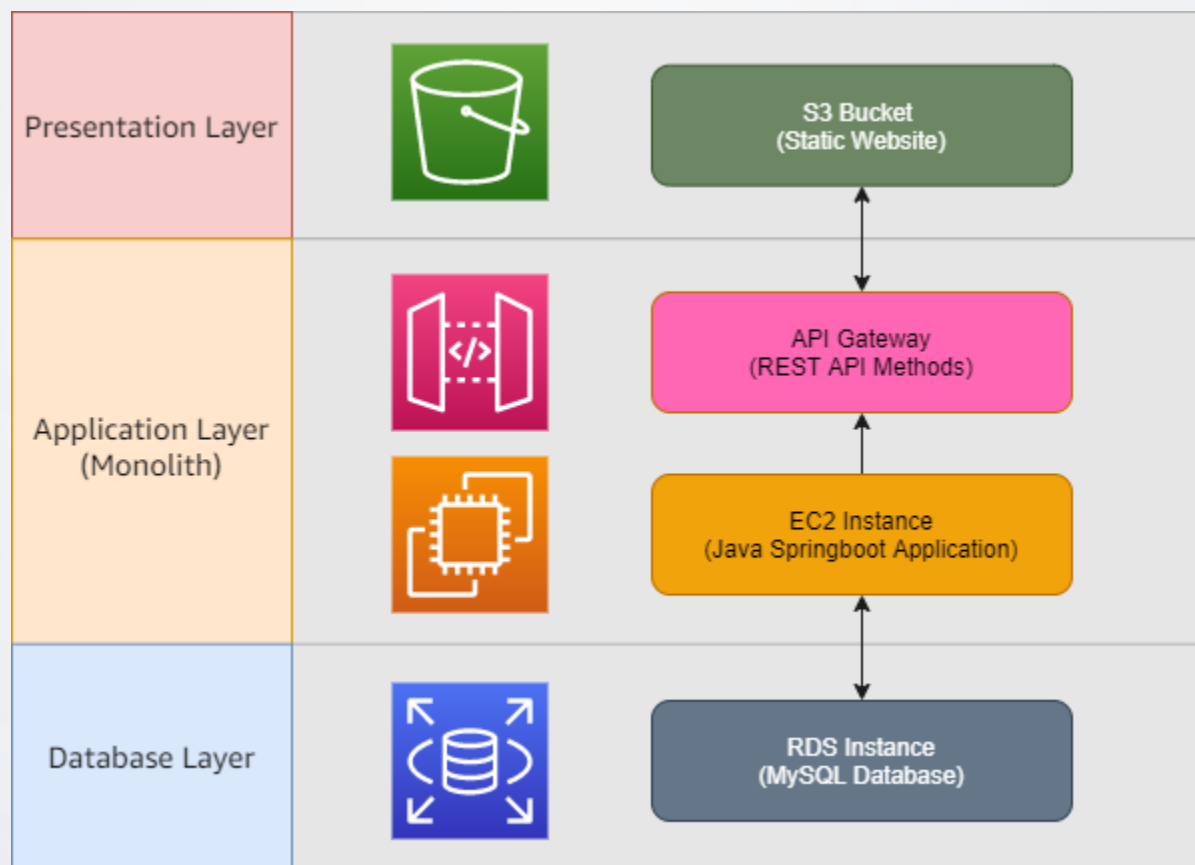 Presentation Layer
S3 Bucket
(Static Website)
Application Layer
(Monolith)
</>
API Gateway
(REST API Methods)
EC2 Instance
(Java Springboot Application)
Database Layer
RDS Instance
(MySQL Database)